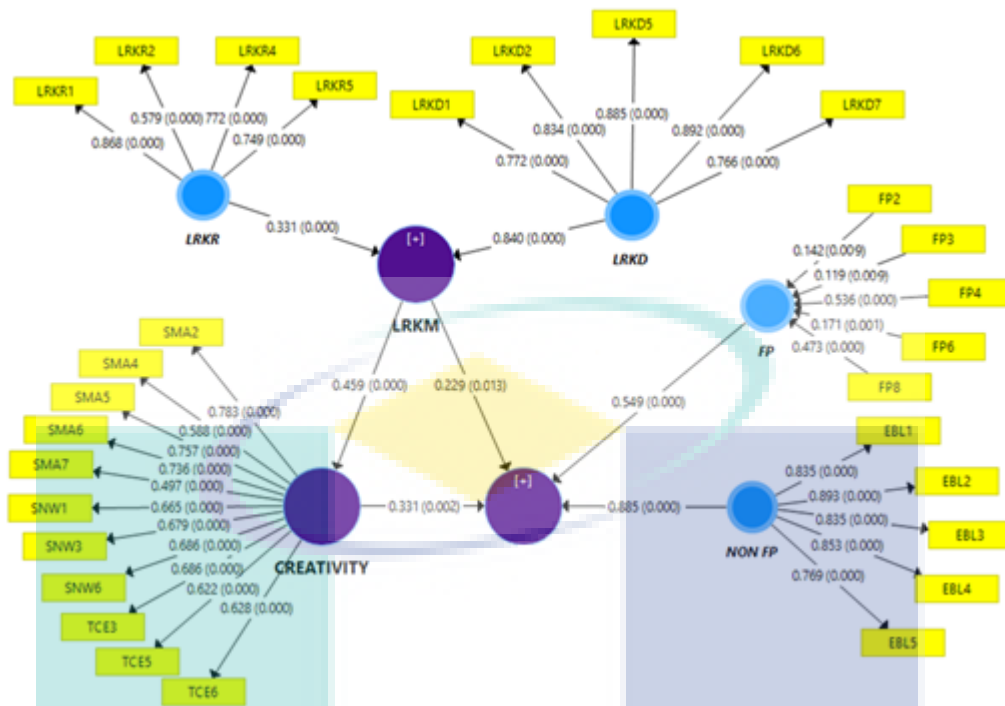 LRKR2
LRKR4
LRKR1
LRKR5
0.579 (0.000)
772 (0.000)
0.868 (0.000)
0.749 (0.000)
LRKR
LRKD5
LRKD2
LRKD6
LRKD1
LRKD7
0.885 (0.000)
0.834 (0.000)
0.892 (0.000)
0.772 (0.000)
0.766 (0.000)
LRKD
0.331 (0.000)
0.840 (0.000)
[+]
LRKM
FP2
FP3
FP4
FP6
FP8
0.142 (0.009)
0.119 (0.009)
0.536 (0.000)
0.171 (0.001)
0.473 (0.000)
FP
0.459 (0.000)
0.229 (0.013)
0.549 (0.000)
SMA2
SMA4
SMA5
SMA6
SMA7
SNW1
SNW3
SNW6
TCE3
TCE5
TCE6
0.783 (0.000)
0.588 (0.000)
0.757 (0.000)
0.736 (0.000)
0.497 (0.000)
0.665 (0.000)
0.679 (0.000)
0.686 (0.000)
0.686 (0.000)
0.622 (0.000)
0.628 (0.000)
CREATIVITY
0.331 (0.002)
[+]
0.885 (0.000)
NON FP
EBL1
EBL2
EBL3
EBL4
EBL5
0.835 (0.000)
0.893 (0.000)
0.835 (0.000)
0.853 (0.000)
0.769 (0.000)